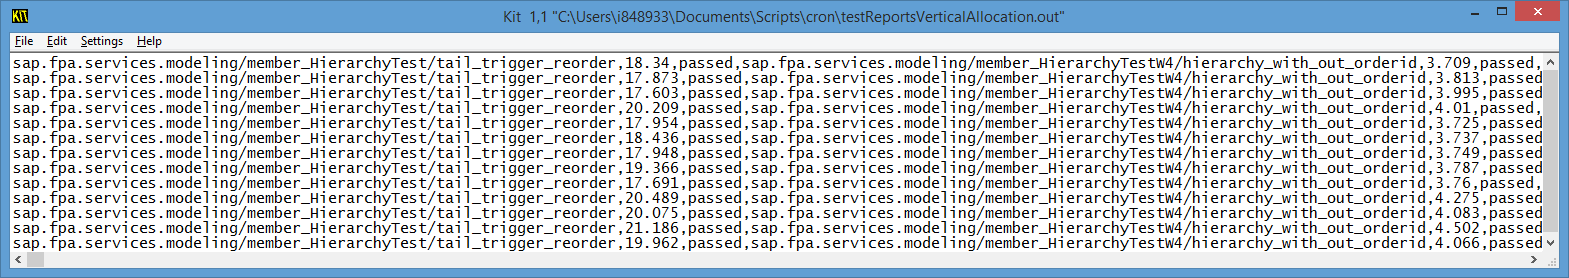 KIT
Kit 1,1 "C:\Users\i848933\Documents\Scripts\cron\testReportsVerticalAllocation.out"
File Edit Settings Help
sap.fpa.services.modeling/member_HierarchyTest/tail_trigger_reorder,18.34,passed,sap.fpa.services.modeling/member_HierarchyTestW4/hierarchy_with_out_orderid,3.709,passed,
sap.fpa.services.modeling/member_HierarchyTest/tail_trigger_reorder,17.873,passed,sap.fpa.services.modeling/member_HierarchyTestW4/hierarchy_with_out_orderid,3.813,passed
sap.fpa.services.modeling/member_HierarchyTest/tail_trigger_reorder,17.603,passed,sap.fpa.services.modeling/member_HierarchyTestW4/hierarchy_with_out_orderid,3.995,passed
sap.fpa.services.modeling/member_HierarchyTest/tail_trigger_reorder,20.209,passed,sap.fpa.services.modeling/member_HierarchyTestW4/hierarchy_with_out_orderid,4.01,passed,
sap.fpa.services.modeling/member_HierarchyTest/tail_trigger_reorder,17.954,passed,sap.fpa.services.modeling/member_HierarchyTestW4/hierarchy_with_out_orderid,3.725,passed
sap.fpa.services.modeling/member_HierarchyTest/tail_trigger_reorder,18.436,passed,sap.fpa.services.modeling/member_HierarchyTestW4/hierarchy_with_out_orderid,3.737,passed
sap.fpa.services.modeling/member_HierarchyTest/tail_trigger_reorder,17.948,passed,sap.fpa.services.modeling/member_HierarchyTestW4/hierarchy_with_out_orderid,3.749,passed
sap.fpa.services.modeling/member_HierarchyTest/tail_trigger_reorder,19.366,passed,sap.fpa.services.modeling/member_HierarchyTestW4/hierarchy_with_out_orderid,3.787,passed
sap.fpa.services.modeling/member_HierarchyTest/tail_trigger_reorder,17.691,passed,sap.fpa.services.modeling/member_HierarchyTestW4/hierarchy_with_out_orderid,3.76,passed,
sap.fpa.services.modeling/member_HierarchyTest/tail_trigger_reorder,20.489,passed,sap.fpa.services.modeling/member_HierarchyTestW4/hierarchy_with_out_orderid,4.275,passed
sap.fpa.services.modeling/member_HierarchyTest/tail_trigger_reorder,20.075,passed,sap.fpa.services.modeling/member_HierarchyTestW4/hierarchy_with_out_orderid,4.083,passed
sap.fpa.services.modeling/member_HierarchyTest/tail_trigger_reorder,21.186,passed,sap.fpa.services.modeling/member_HierarchyTestW4/hierarchy_with_out_orderid,4.502,passed
sap.fpa.services.modeling/member_HierarchyTest/tail_trigger_reorder,19.962,passed,sap.fpa.services.modeling/member_HierarchyTestW4/hierarchy_with_out_orderid,4.066,passed